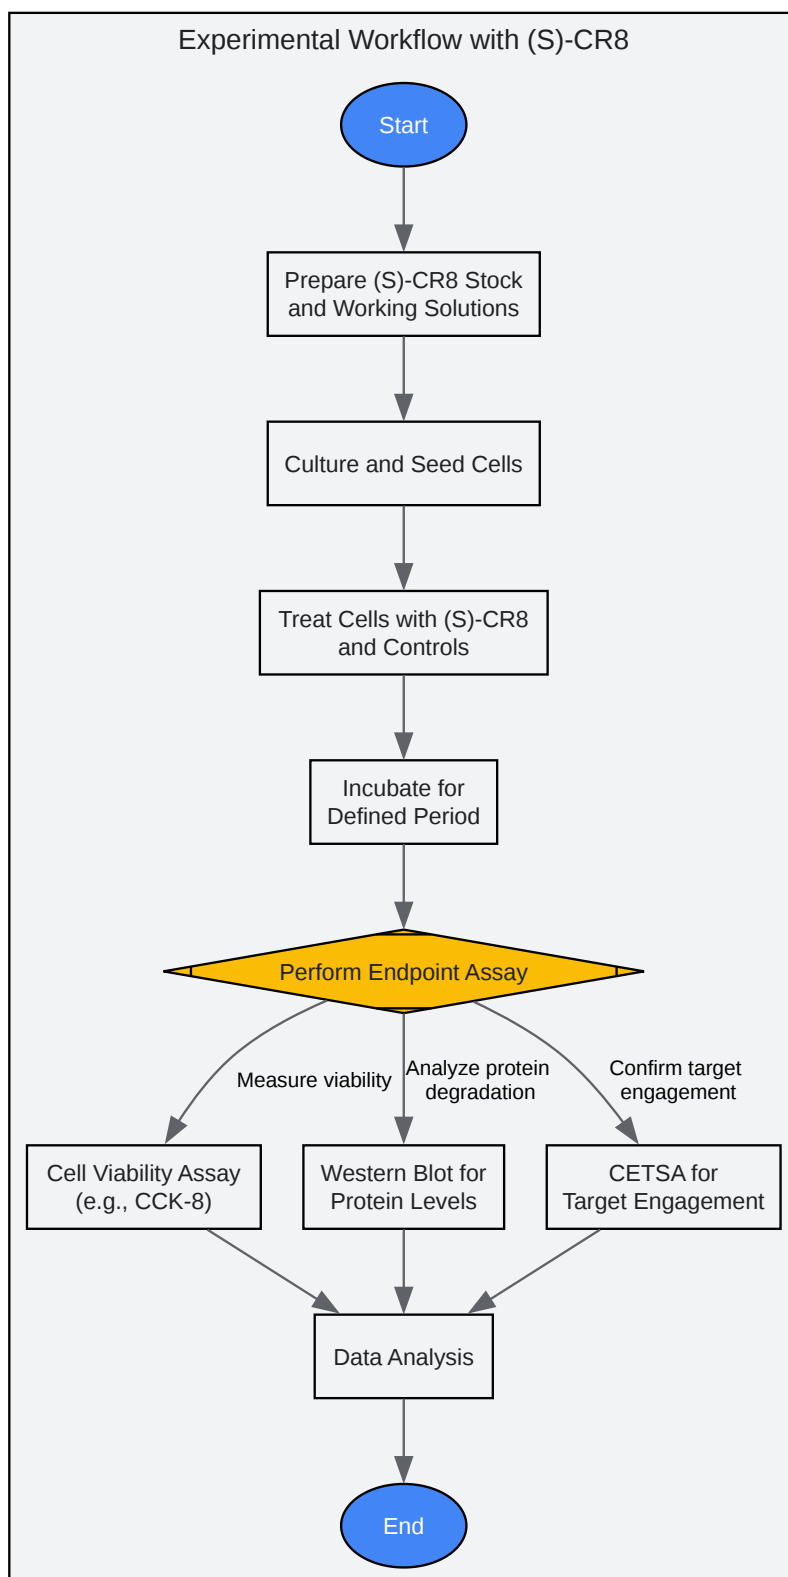 Experimental Workflow with (S)-CR8
Start
Prepare (S)-CR8 Stock
and Working Solutions
Culture and Seed Cells
Treat Cells with (S)-CR8
and Controls
Incubate for
Defined Period
Perform Endpoint Assay
Measure viability
Analyze protein
degradation
Confirm target
engagement
Cell Viability Assay
(e.g., CCK-8)
Western Blot for
Protein Levels
CETSA for
Target Engagement
Data Analysis
End